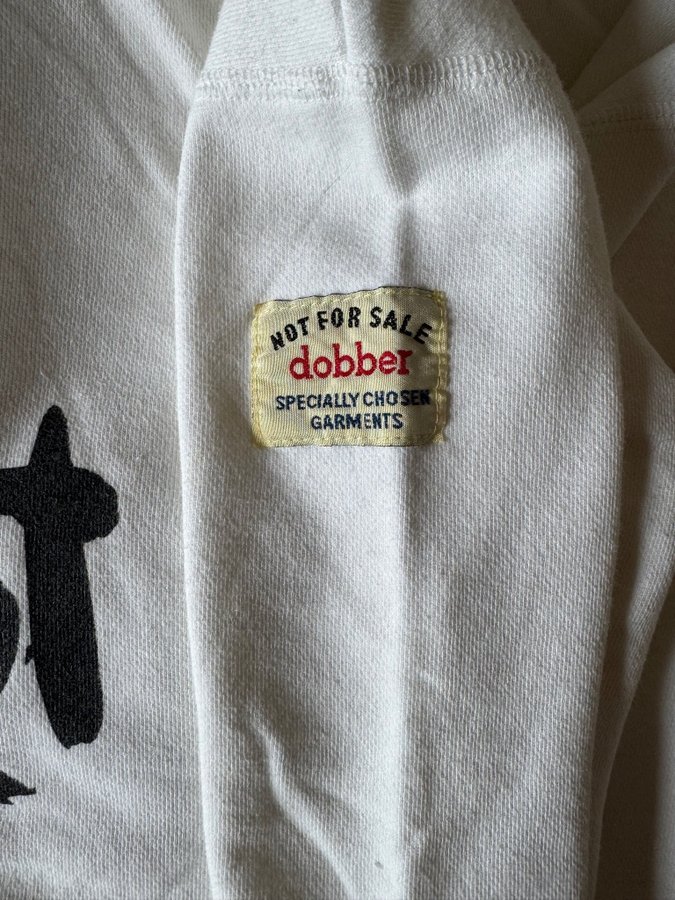 NOT FOR SALE
dobber
SPECIALLY CHOSEN
GARMENTS
t